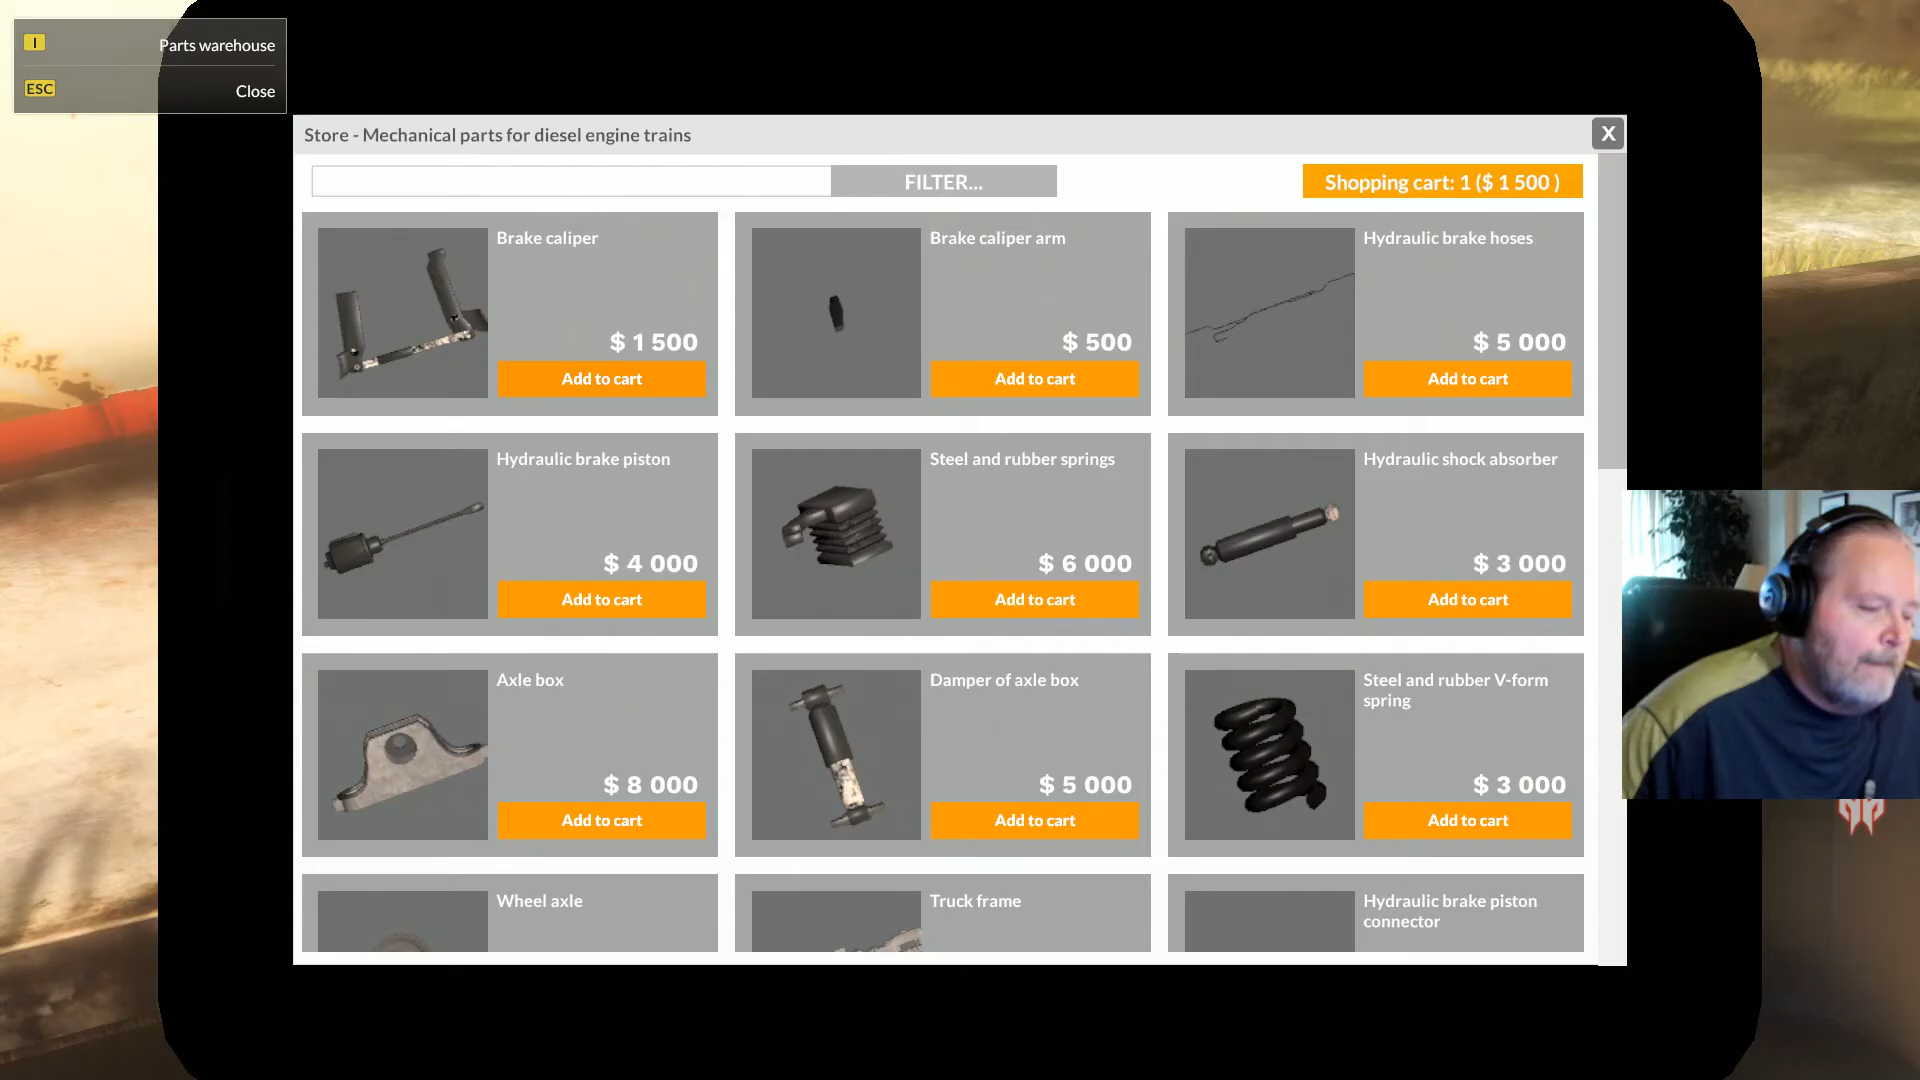 I Parts warehouse
ESC Close
Store - Mechanical parts for diesel engine trains
X
FILTER...
Shopping cart: 1 ($ 1 500 )
Brake caliper
$ 1 500
Add to cart
Brake caliper arm
$ 500
Add to cart
Hydraulic brake hoses
$ 5 000
Add to cart
Hydraulic brake piston
$ 4 000
Add to cart
Steel and rubber springs
$ 6 000
Add to cart
Hydraulic shock absorber
$ 3 000
Add to cart
Axle box
$ 8 000
Add to cart
Damper of axle box
$ 5 000
Add to cart
Steel and rubber V-form
spring
$ 3 000
Add to cart
Wheel axle
Truck frame
Hydraulic brake piston
connector